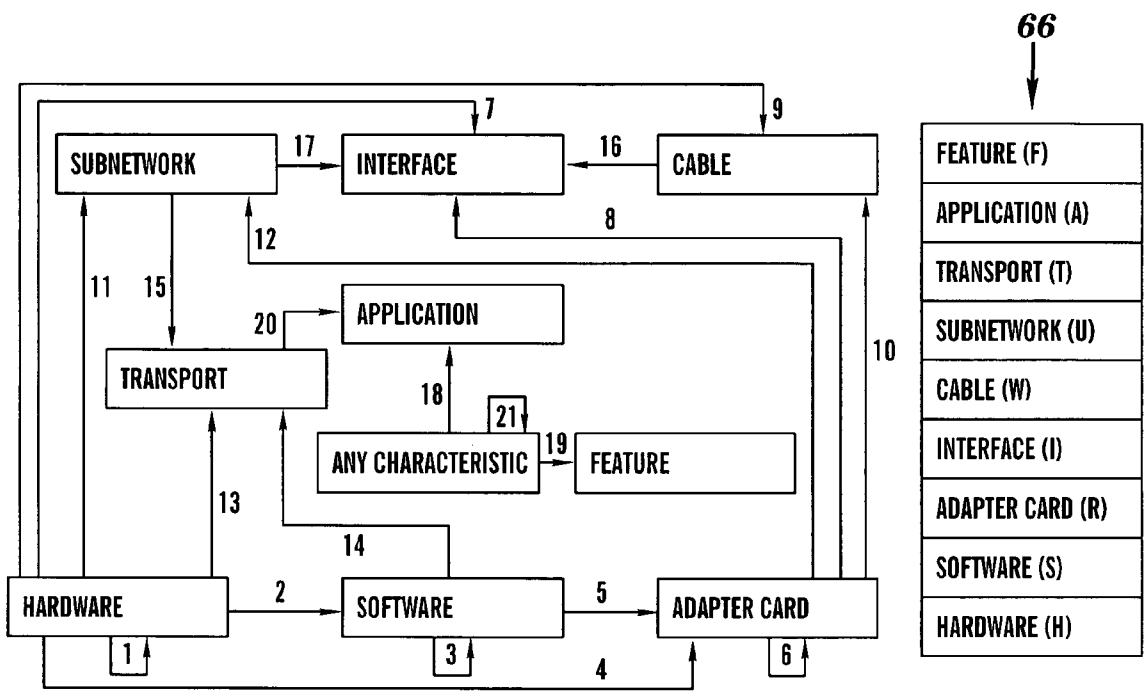 66
7
9
SUBNETWORK
17
INTERFACE
16
CABLE
FEATURE (F)
APPLICATION (A)
TRANSPORT (T)
SUBNETWORK (U)
CABLE (W)
INTERFACE (I)
ADAPTER CARD (R)
SOFTWARE (S)
HARDWARE (H)
12
8
11
15
20
APPLICATION
10
TRANSPORT
18
21
ANY CHARACTERISTIC
19
FEATURE
13
14
HARDWARE
2
SOFTWARE
5
ADAPTER CARD
1
3
4
6